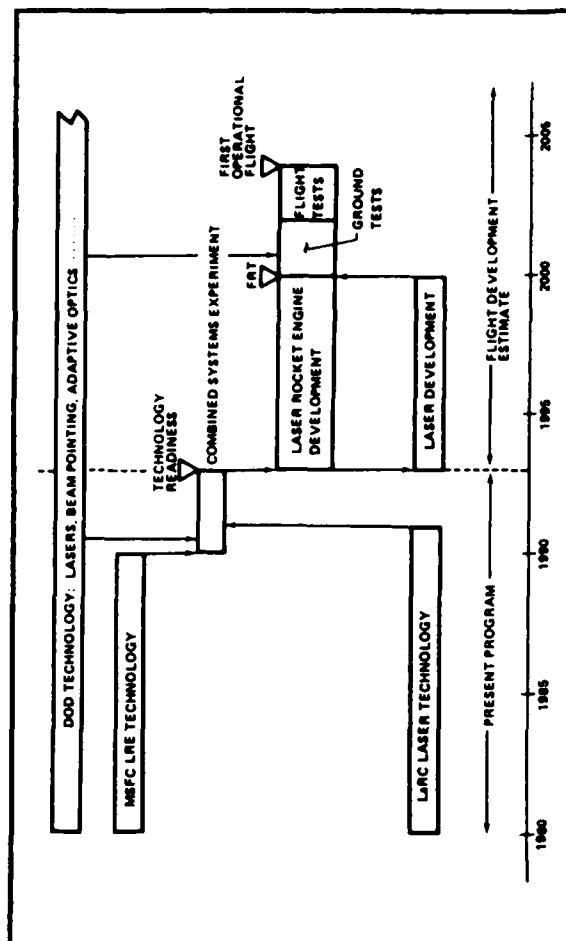 DOD TECHNOLOGY: LASERS, BEAM POINTING, ADAPTIVE OPTICS . . . . . .
MSFC LRE TECHNOLOGY
TECHNOLOGY
READINESS
COMBINED SYSTEMS EXPERIMENT
FRT
FIRST
OPERATIONAL
FLIGHT
LASER ROCKET ENGINE
DEVELOPMENT
FLIGHT
TESTS
GROUND
TESTS
LaRC LASER TECHNOLOGY
LASER DEVELOPMENT
PRESENT PROGRAM
FLIGHT DEVELOPMENT
ESTIMATE
1980
1985
1990
1995
2000
2005